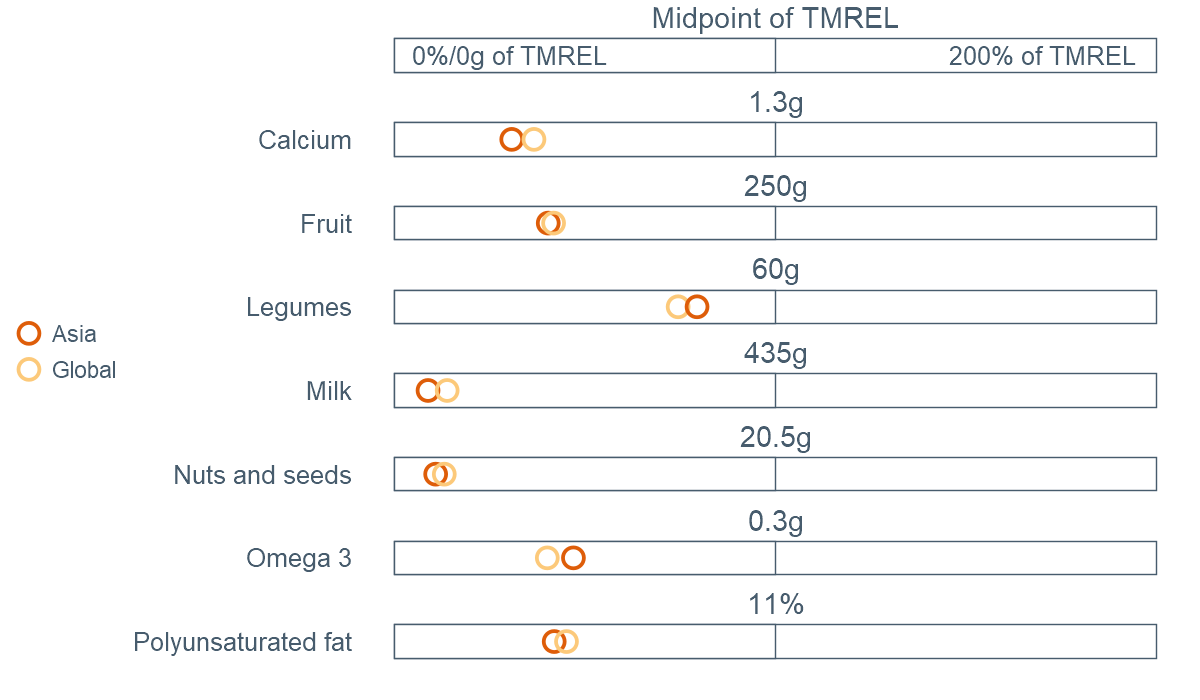 Midpoint of TMREL
0%/0g of TMREL
200% of TMREL
1.3g
Calcium
250g
Fruit
60g
Legumes
Asia
Global
435g
Milk
20.5g
Nuts and seeds
0.3g
Omega 3
11%
Polyunsaturated fat